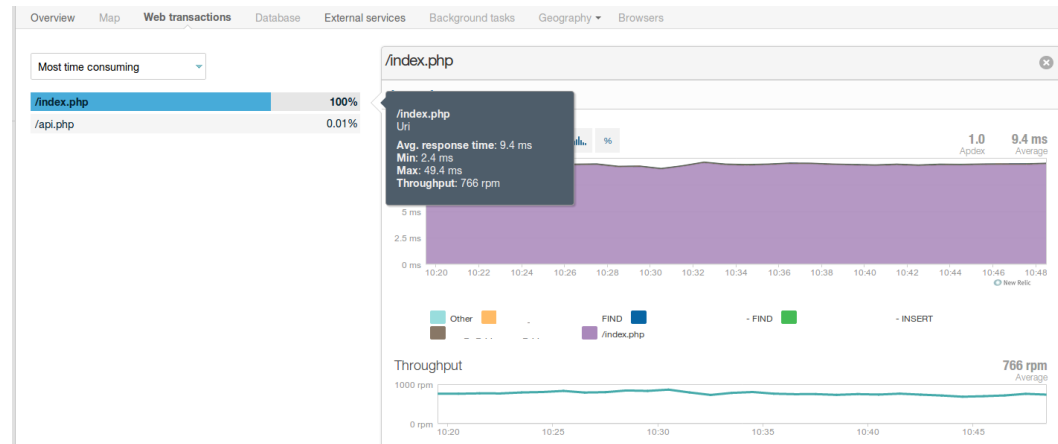 Overview Map Web transactions Database External services Background tasks Geography Browsers
Most time consuming
/index.php 100%
/api.php 0.01%
/index.php
/index.php
Uri
Avg. response time: 9.4 ms
Min: 2.4 ms
Max: 49.4 ms
Throughput: 766 rpm
%
1.0 9.4 ms
Apdex Average
5 ms
2.5 ms
0 ms
10:20 10:22 10:24 10:26 10:28 10:30 10:32 10:34 10:36 10:38 10:40 10:42 10:44 10:46 10:48
New Relic
Other - FIND - FIND - INSERT
/index.php
Throughput 766 rpm
Average
1000 rpm
0 rpm
10:20 10:25 10:30 10:35 10:40 10:45